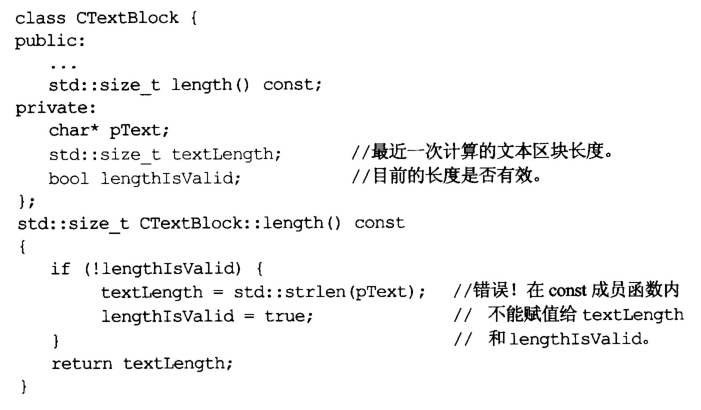 class CTextBlock {
public:
   ...
   std::size_t length() const;
private:
   char* pText;
   std::size_t textLength;        //最近一次计算的文本区块长度。
   bool lengthIsValid;            //目前的长度是否有效。
};
std::size_t CTextBlock::length() const
{
   if (!lengthIsValid) {
        textLength = std::strlen(pText);   //错误！在 const 成员函数内
        lengthIsValid = true;              //  不能赋值给 textLength
   }                                       //  和 lengthIsValid。
   return textLength;
}